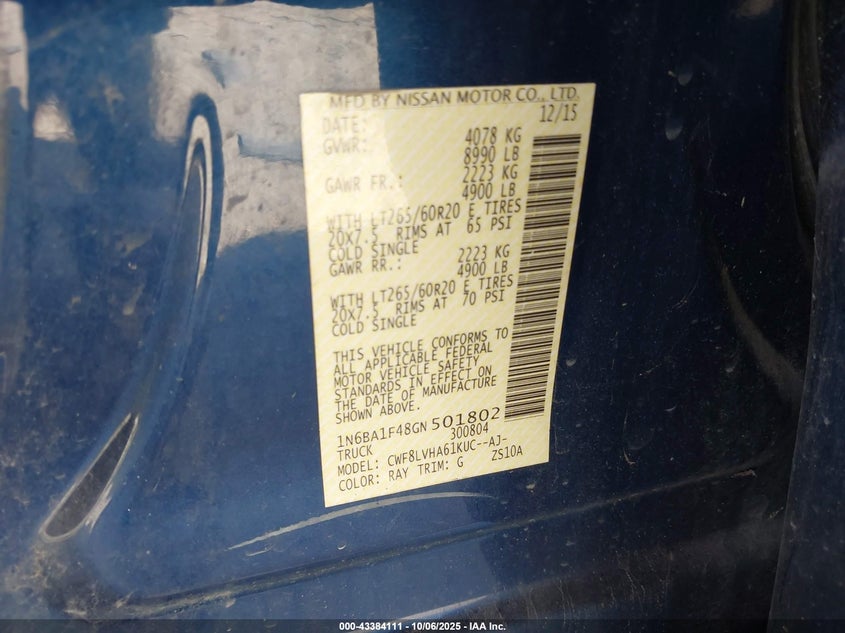 MFD BY NISSAN MOTOR CO., LTD.
DATE: 12/15
GVWR: 4078 KG
8990 LB
GAWR FR.: 2223 KG
4900 LB
WITH LT265/60R20 E TIRES
20X7.5 RIMS AT 65 PSI
COLD SINGLE
GAWR RR.: 2223 KG
4900 LB
WITH LT265/60R20 E TIRES
20X7.5 RIMS AT 70 PSI
COLD SINGLE
THIS VEHICLE CONFORMS TO
ALL APPLICABLE FEDERAL
MOTOR VEHICLE SAFETY
STANDARDS IN EFFECT ON
THE DATE OF MANUFACTURE
SHOWN ABOVE.
1N6BA1F48GN 501802
TRUCK 300804
MODEL: CWF8LVHA61KUC--AJ-
COLOR: RAY TRIM: G ZS10A
000-43384111 - 10/06/2025 - IAA Inc.